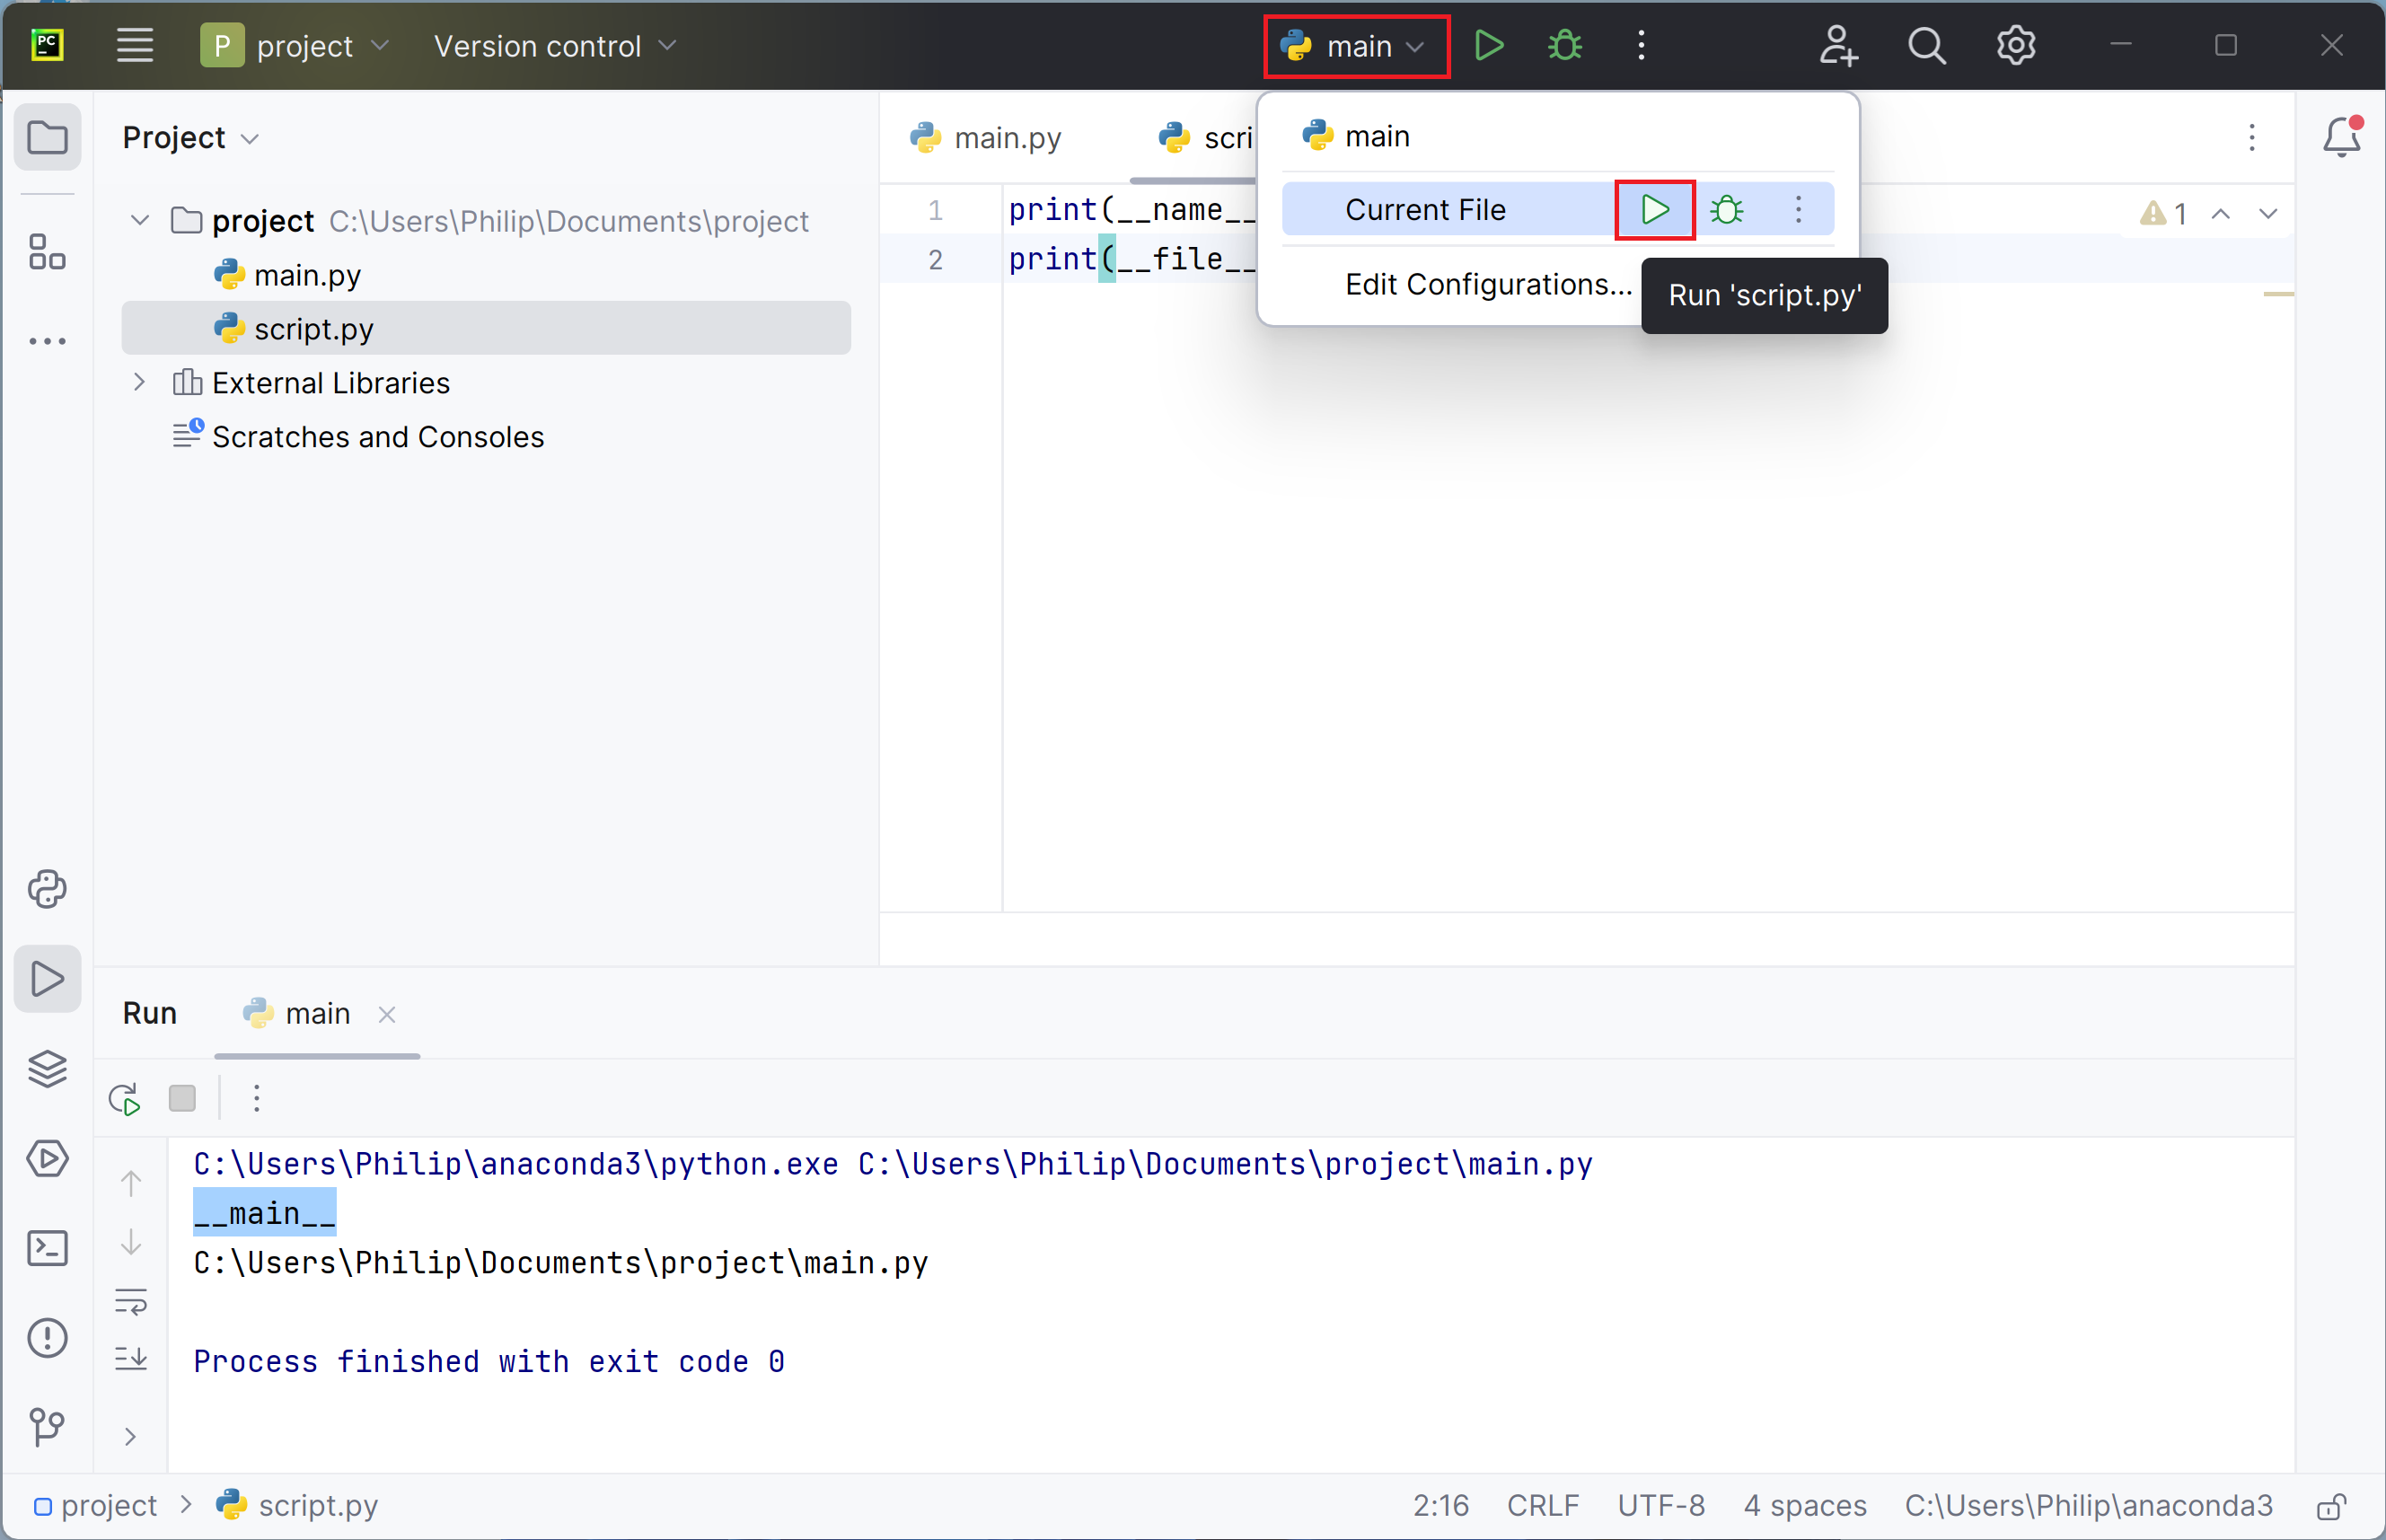 PC
P project Version control main
Project
main.py
scri
main
project C:\Users\Philip\Documents\project
1 print(__name__
Current File
1
main.py
2 print(__file__
Edit Configurations...
Run 'script.py'
script.py
External Libraries
Scratches and Consoles
Run main
C:\Users\Philip\anaconda3\python.exe C:\Users\Philip\Documents\project\main.py
__main__
C:\Users\Philip\Documents\project\main.py
Process finished with exit code 0
project > script.py
2:16 CRLF UTF-8 4 spaces C:\Users\Philip\anaconda3